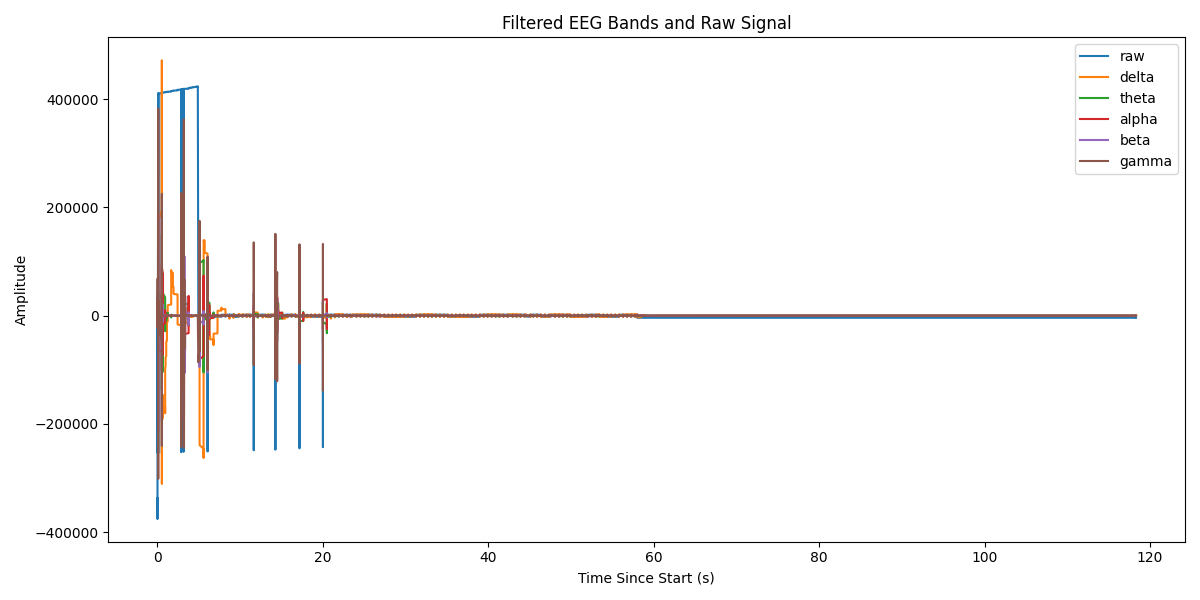 Filtered EEG Bands and Raw Signal
raw
delta
theta
alpha
beta
gamma
Amplitude
400000
200000
0
−200000
−400000
0 20 40 60 80 100 120
Time Since Start (s)